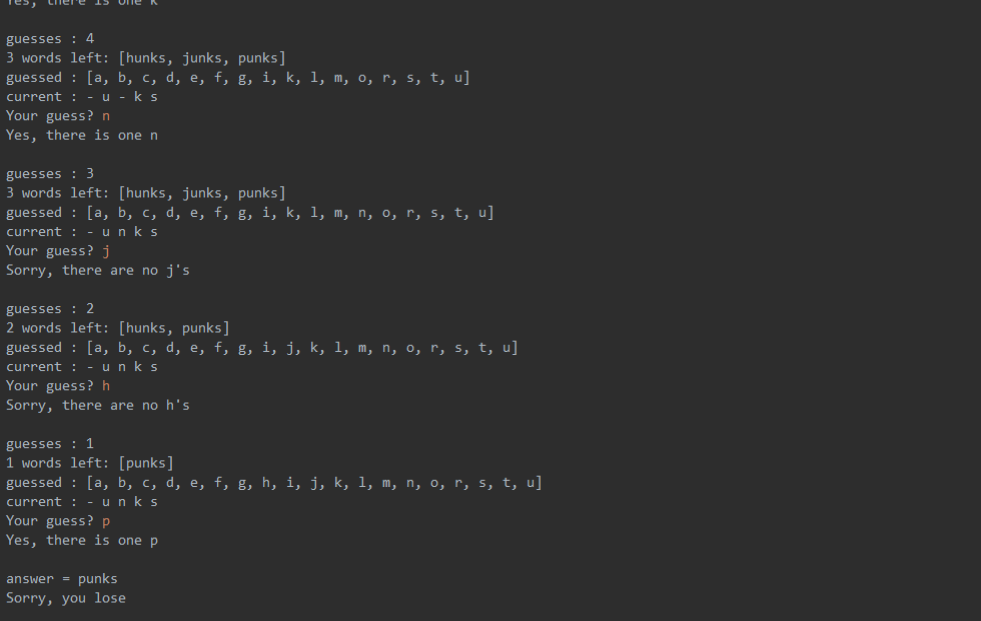 Yes, there is one k
guesses : 4
3 words left: [hunks, junks, punks]
guessed : [a, b, c, d, e, f, g, i, k, l, m, o, r, s, t, u]
current : - u - k s
Your guess? n
Yes, there is one n
guesses : 3
3 words left: [hunks, junks, punks]
guessed : [a, b, c, d, e, f, g, i, k, l, m, n, o, r, s, t, u]
current : - u n k s
Your guess? j
Sorry, there are no j's
guesses : 2
2 words left: [hunks, punks]
guessed : [a, b, c, d, e, f, g, i, j, k, l, m, n, o, r, s, t, u]
current : - u n k s
Your guess? h
Sorry, there are no h's
guesses : 1
1 words left: [punks]
guessed : [a, b, c, d, e, f, g, h, i, j, k, l, m, n, o, r, s, t, u]
current : - u n k s
Your guess? p
Yes, there is one p
answer = punks
Sorry, you lose